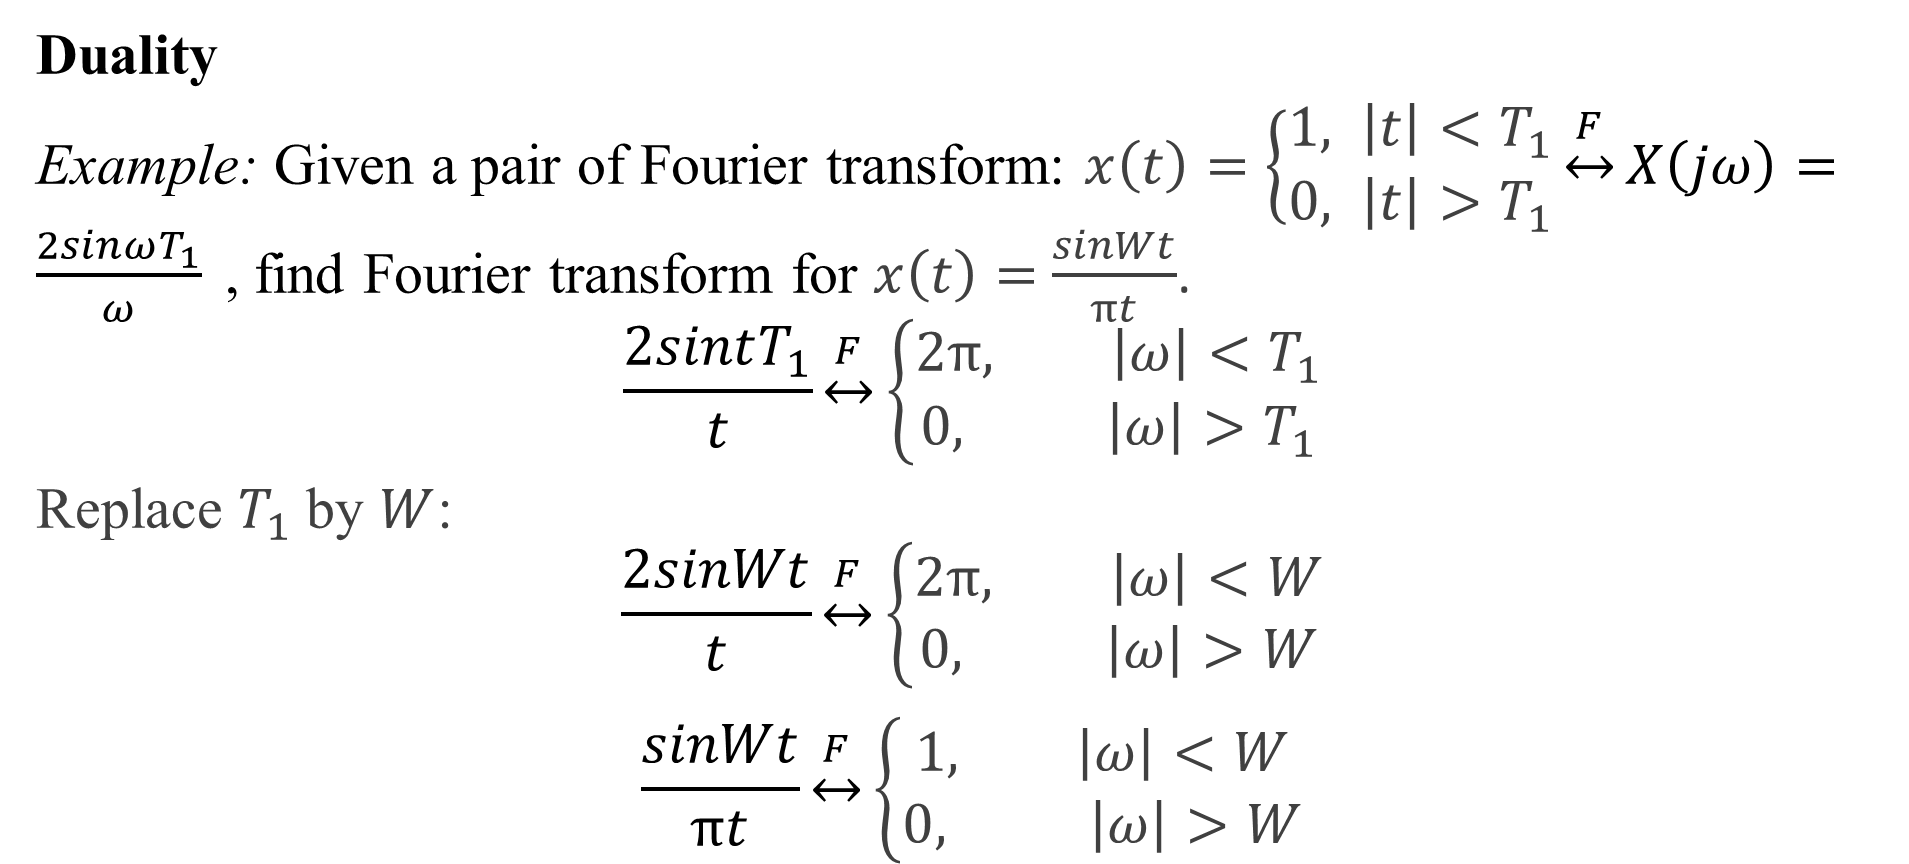 Duality
Example: Given a pair of Fourier transform: x(t) = {1, |t| < T₁; 0, |t| > T₁ ↔F X(jω) =
2sinωT₁/ω , find Fourier transform for x(t) = sinWt/πt.
2sintT₁/t ↔F {2π, |ω| < T₁; 0, |ω| > T₁
Replace T₁ by W:
2sinWt/t ↔F {2π, |ω| < W; 0, |ω| > W
sinWt/πt ↔F {1, |ω| < W; 0, |ω| > W